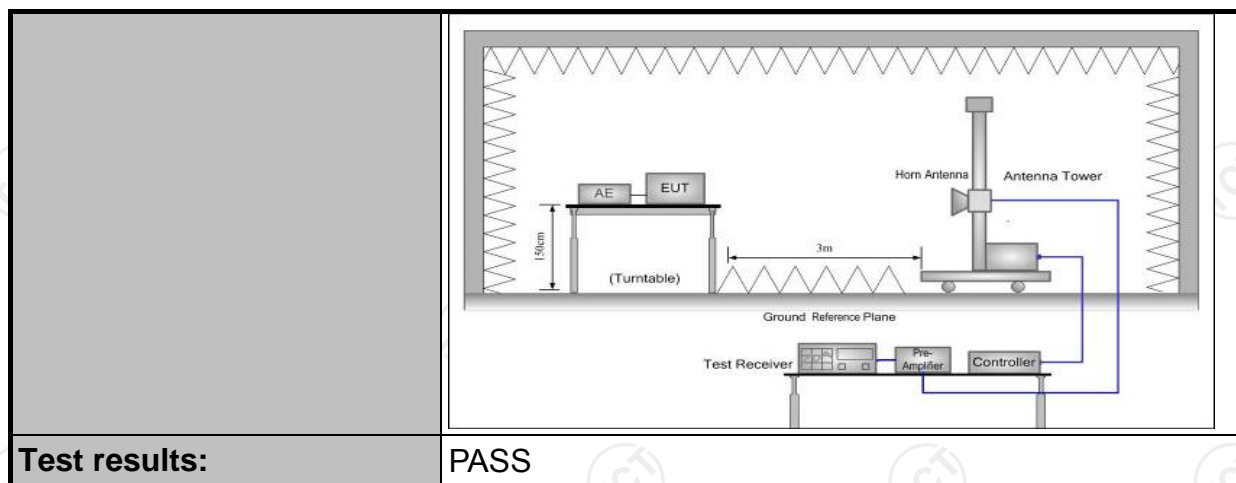 Horn Antenna
Antenna Tower
AE
EUT
150cm
3m
(Turntable)
Ground Reference Plane
Test Receiver
Pre-
Amplifier
Controller
Test results:
PASS